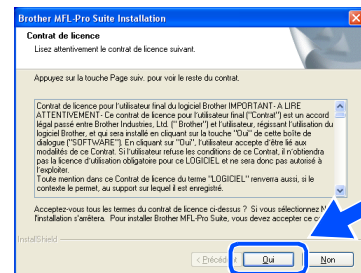 Brother MFL-Pro Suite Installation
Contrat de licence
Lisez attentivement le contrat de licence suivant.
Appuyez sur la touche Page suiv. pour voir le reste du contrat.
Contrat de licence pour l'utilisateur final du logiciel Brother IMPORTANT- A LIRE
ATTENTIVEMENT- Ce contrat de licence pour l'utilisateur final ("Contrat") est un accord
légal passé entre Brother Industries, Ltd. ("Brother") et l'utilisateur, régissant l'utilisation du
logiciel Brother, et qui sera installé en cliquant sur la touche "Oui" de cette boîte de
dialogue ("SOFTWARE"). En cliquant sur "Oui", l'utilisateur accepte d'être lié aux
modalités de ce Contrat. Si l'utilisateur refuse les conditions de ce Contrat, il n'obtiendra
pas la licence d'utilisation obligatoire pour ce LOGICIEL et ne sera donc pas autorisé à
l'exploiter.
Toute mention dans ce Contrat de licence du terme "LOGICIEL" renverra aussi, si le
contexte le permet, au support sur lequel il est enregistré.
Acceptez-vous tous les termes du contrat de licence ci-dessus ? Si vous sélectionnez
l'installation s'arrêtera. Pour installer Brother MFL-Pro Suite, vous devez accepter ce
InstallShield
< Précédent
Oui
Non